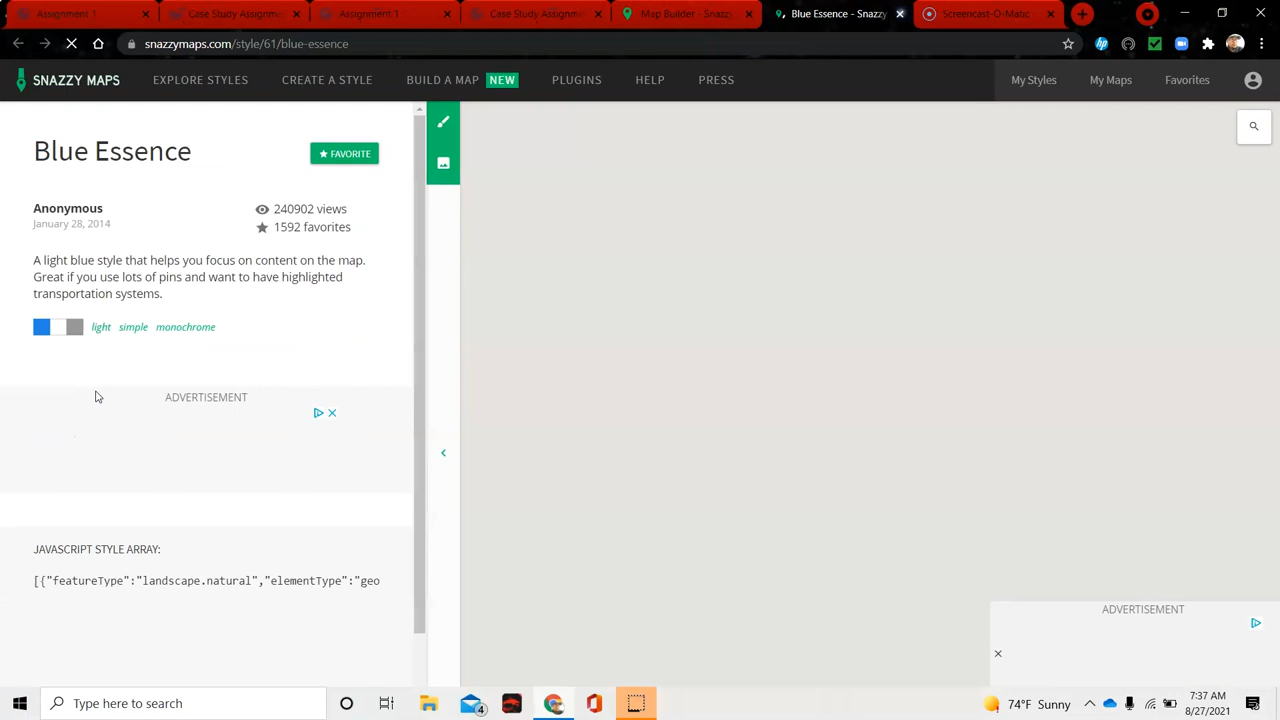 Assignment 1
Case Study Assignme
Assignment 1
Case Study Assignme
Map Builder - Snazzy
Blue Essence - Snazzy
Screencast-O-Matic
snazzymaps.com/style/61/blue-essence
SNAZZY MAPS
EXPLORE STYLES
CREATE A STYLE
BUILD A MAP NEW
PLUGINS
HELP
PRESS
My Styles
My Maps
Favorites
Blue Essence
FAVORITE
Anonymous
January 28, 2014
240902 views
1592 favorites
A light blue style that helps you focus on content on the map.
Great if you use lots of pins and want to have highlighted
transportation systems.
light simple monochrome
ADVERTISEMENT
JAVASCRIPT STYLE ARRAY:
[{"featureType":"landscape.natural","elementType":"geo
ADVERTISEMENT
Type here to search
4
74°F Sunny
7:37 AM
8/27/2021